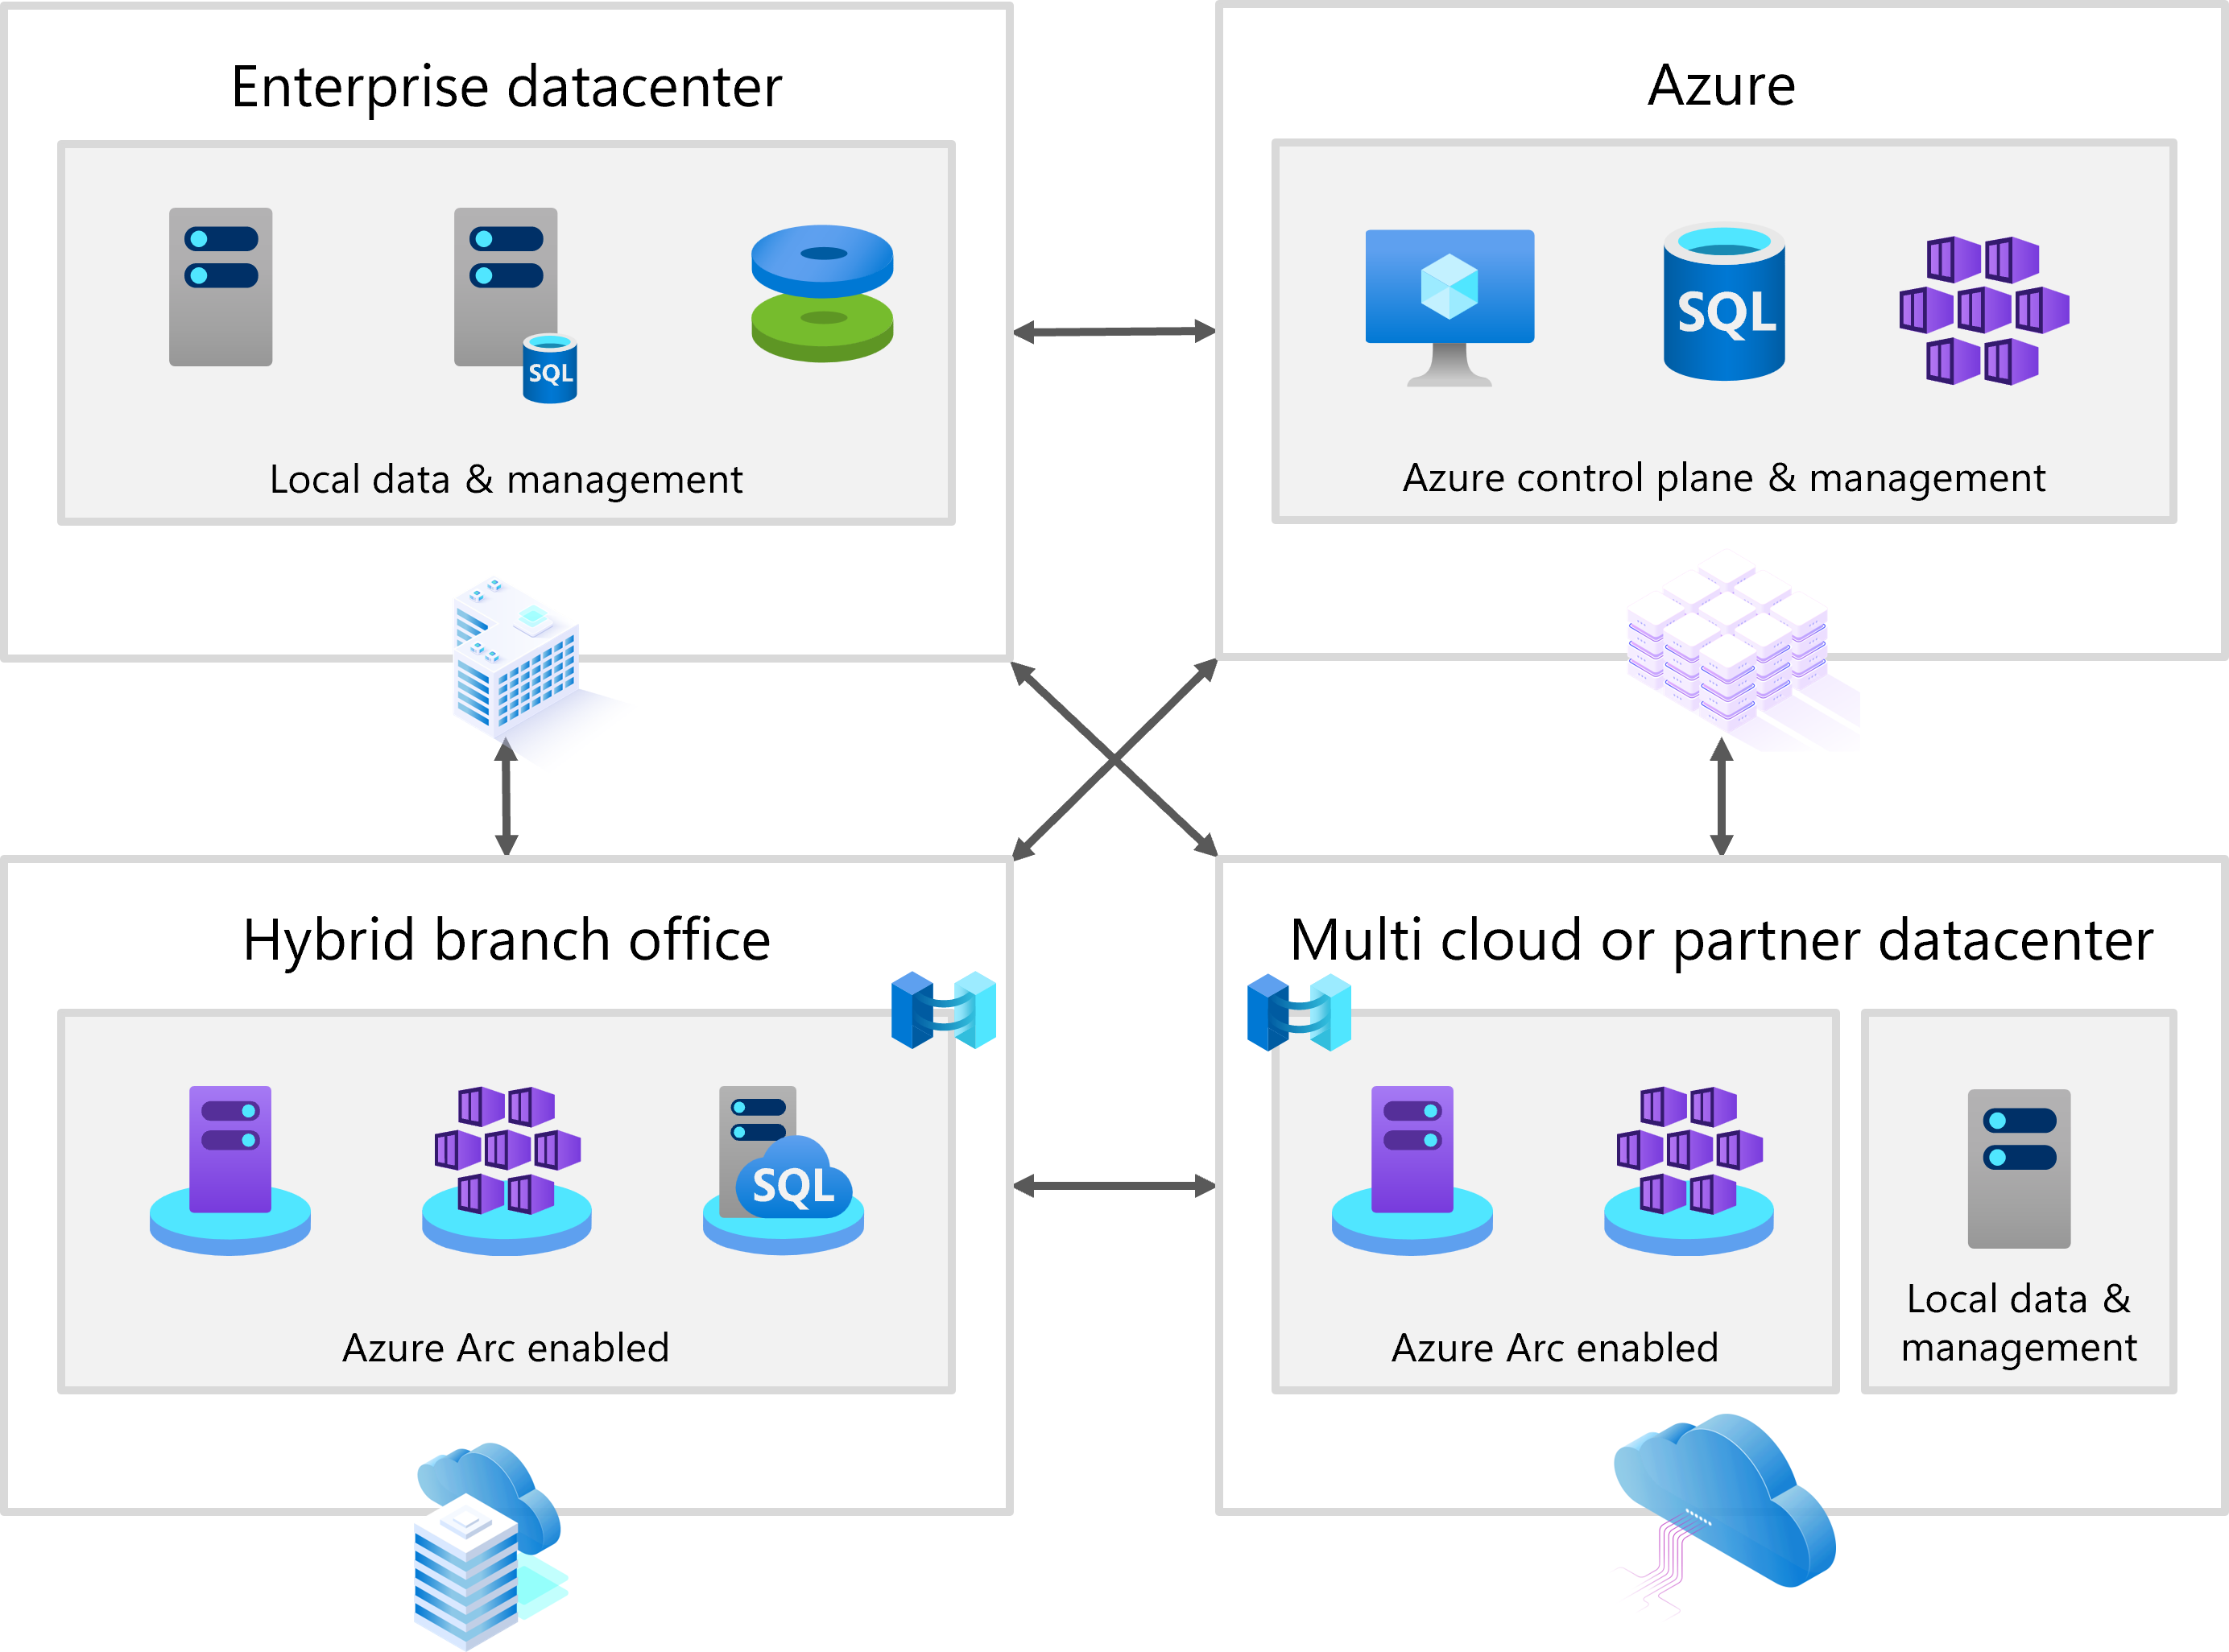 Enterprise datacenter
SQL
Local data & management
Azure
SQL
Azure control plane & management
Hybrid branch office
SQL
Azure Arc enabled
Multi cloud or partner datacenter
Azure Arc enabled
Local data &
management